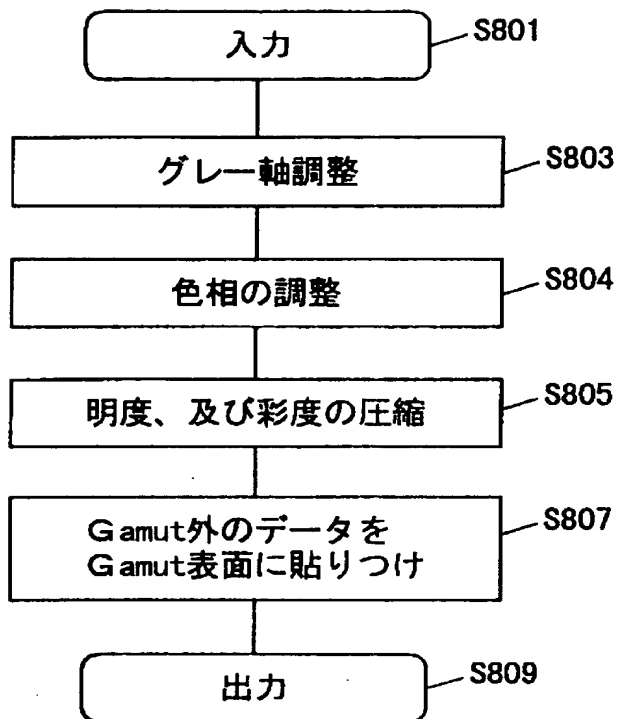 入力
S801
グレー軸調整
S803
色相の調整
S804
明度、及び彩度の圧縮
S805
Gamut外のデータを
Gamut表面に貼りつけ
S807
出力
S809